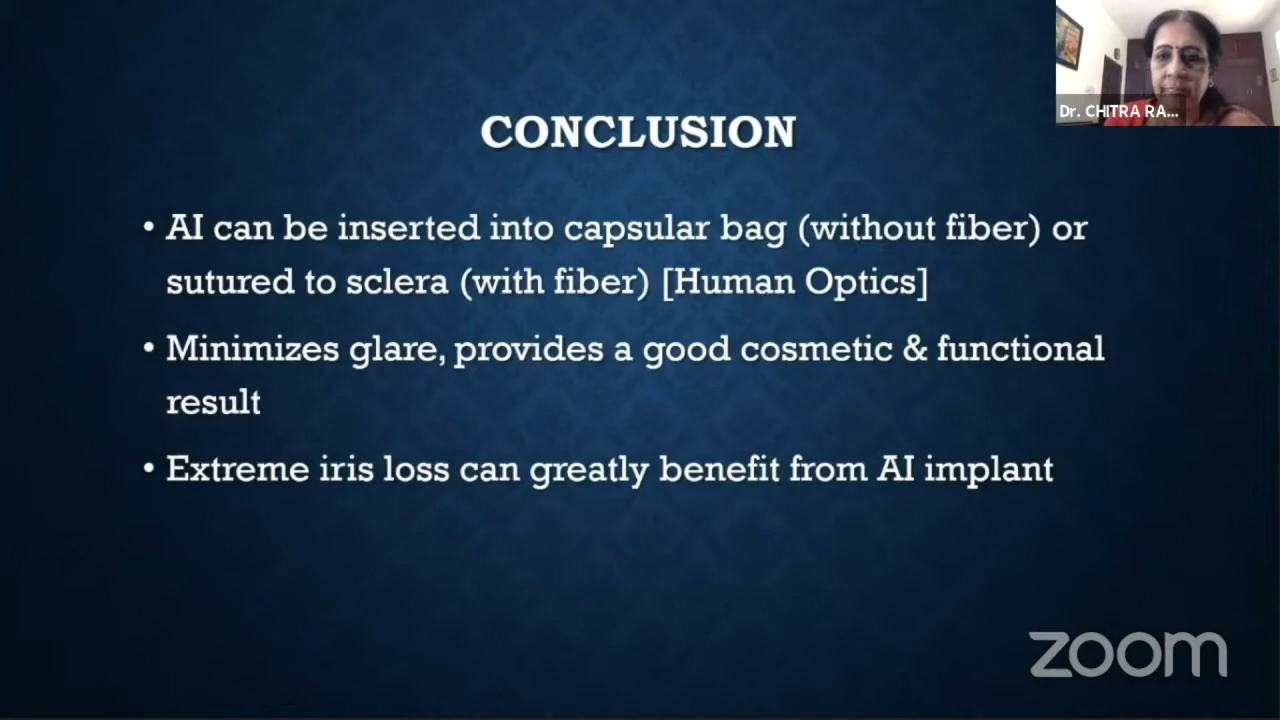 Dr. CHITRA RA...
CONCLUSION
• AI can be inserted into capsular bag (without fiber) or
sutured to sclera (with fiber) [Human Optics]
• Minimizes glare, provides a good cosmetic & functional
result
• Extreme iris loss can greatly benefit from AI implant
zoom